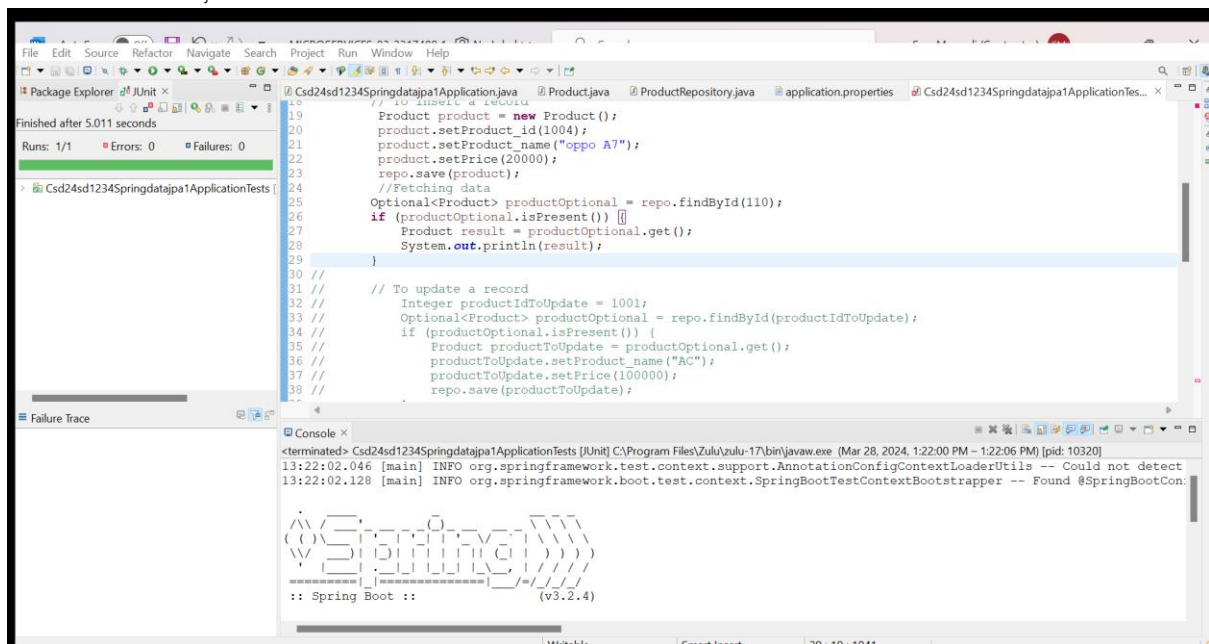 File Edit Source Refactor Navigate Search Project Run Window Help
Package Explorer JUnit ×
Finished after 5.011 seconds
Runs: 1/1 Errors: 0 Failures: 0
Csd24sd1234Springdatajpa1ApplicationTests [
Failure Trace
Csd24sd1234Springdatajpa1Application.java Product.java ProductRepository.java application.properties Csd24sd1234Springdatajpa1ApplicationTes... ×
18 // To insert a record
19 Product product = new Product();
20 product.setProduct_id(1004);
21 product.setProduct_name("oppo A7");
22 product.setPrice(20000);
23 repo.save(product);
24 //Fetching data
25 Optional<Product> productOptional = repo.findById(110);
26 if (productOptional.isPresent()) {
27 Product result = productOptional.get();
28 System.out.println(result);
29 }
30 //
31 // // To update a record
32 // Integer productIdToUpdate = 1001;
33 // Optional<Product> productOptional = repo.findById(productIdToUpdate);
34 // if (productOptional.isPresent()) {
35 // Product productToUpdate = productOptional.get();
36 // productToUpdate.setProduct_name("AC");
37 // productToUpdate.setPrice(100000);
38 // repo.save(productToUpdate);
Console ×
<terminated> Csd24sd1234Springdatajpa1ApplicationTests [JUnit] C:\Program Files\Zulu\zulu-17\bin\javaw.exe (Mar 28, 2024, 1:22:00 PM – 1:22:06 PM) [pid: 10320]
13:22:02.046 [main] INFO org.springframework.test.context.support.AnnotationConfigContextLoaderUtils -- Could not detect
13:22:02.128 [main] INFO org.springframework.boot.test.context.SpringBootTestContextBootstrapper -- Found @SpringBootCon
Spring
:: Spring Boot :: (v3.2.4)